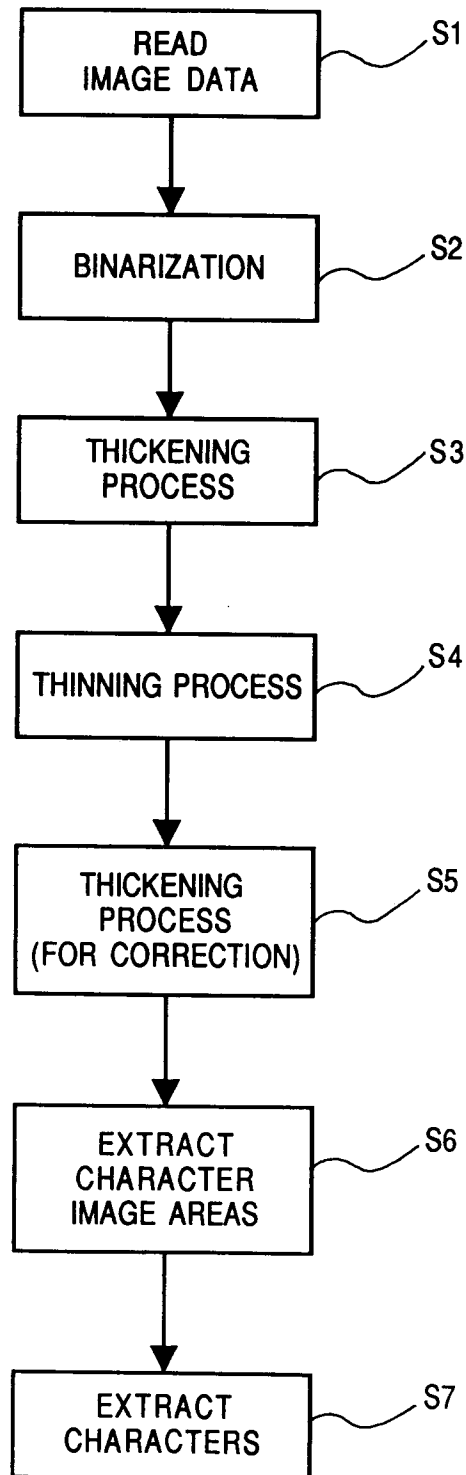 READ
IMAGE DATA
S1
BINARIZATION
S2
THICKENING
PROCESS
S3
THINNING PROCESS
S4
THICKENING
PROCESS
(FOR CORRECTION)
S5
EXTRACT
CHARACTER
IMAGE AREAS
S6
EXTRACT
CHARACTERS
S7